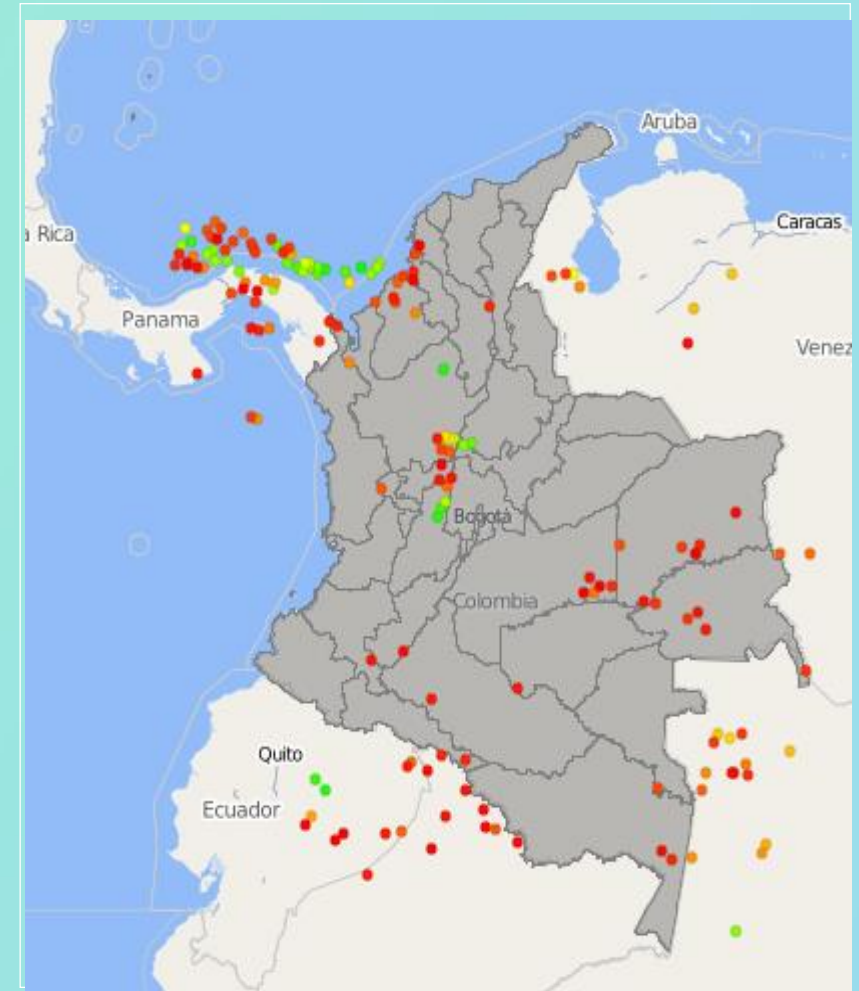 Aruba
Caracas
a Rica
Panama
Venez
Bogotá
Colombia
Quito
Ecuador